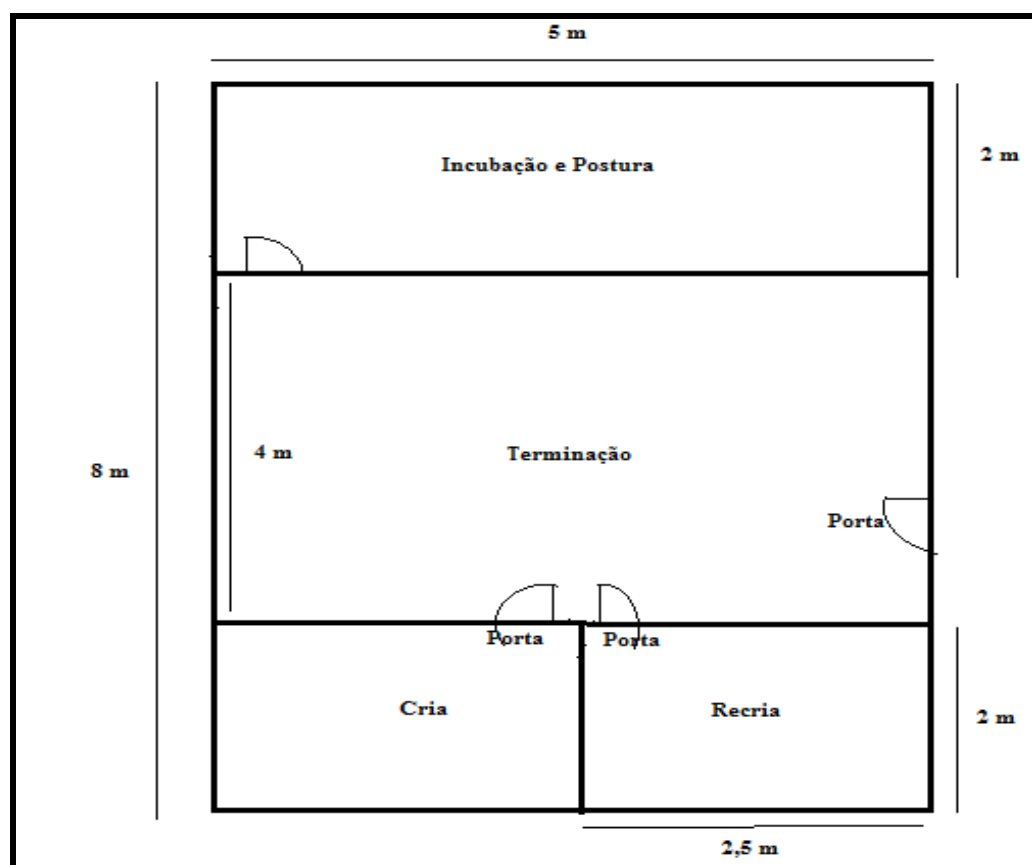 5 m
Incubação e Postura
2 m
4 m
Terminação
8 m
Porta
Porta
Porta
Cria
Recria
2 m
2,5 m